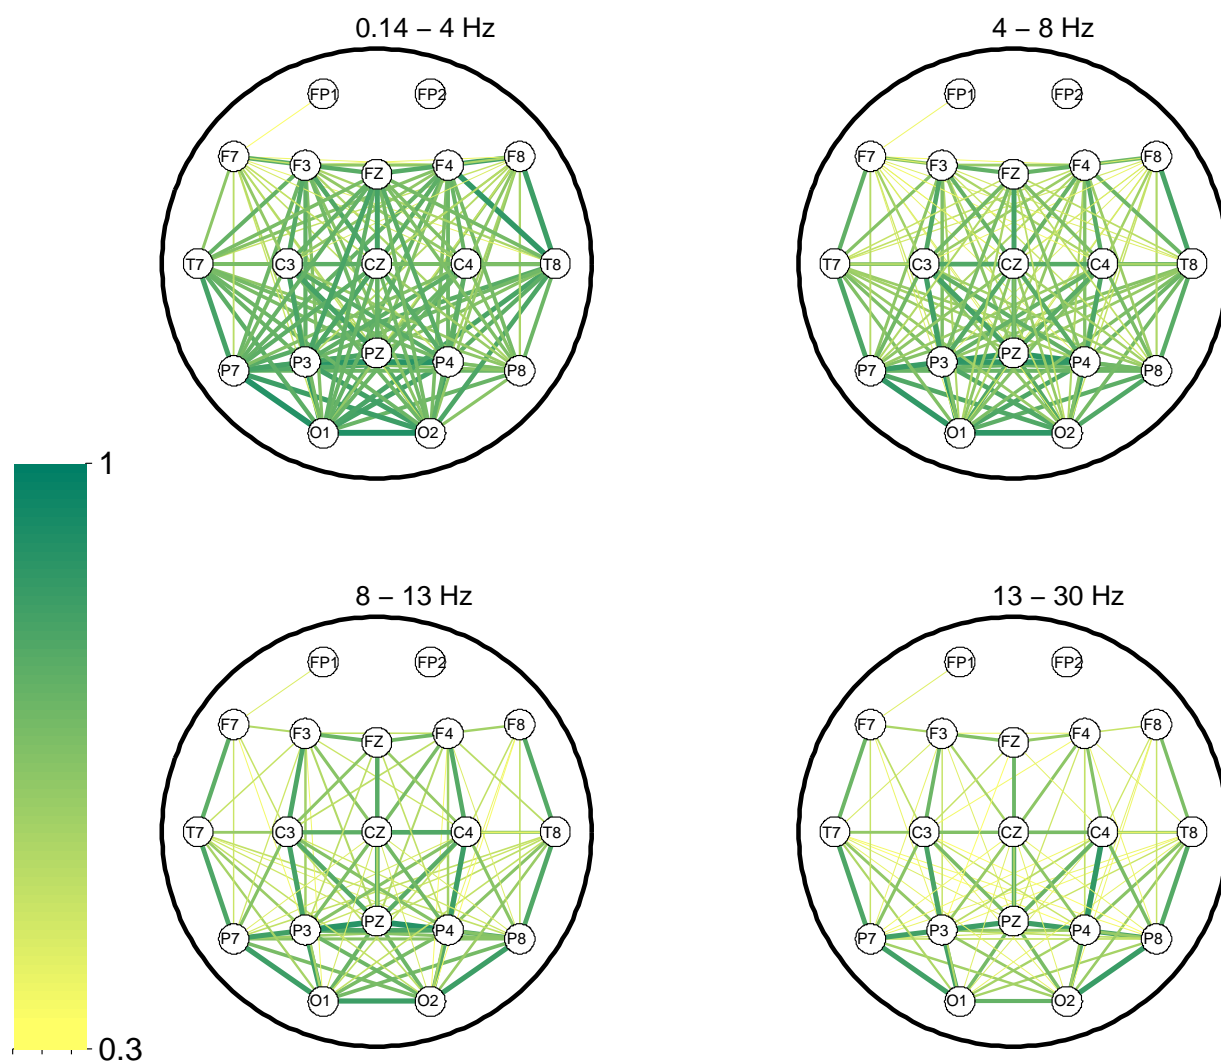 0.14 – 4 Hz
4 – 8 Hz
FP1 FP2
FP1 FP2
F7 F3 FZ F4 F8
F7 F3 FZ F4 F8
T7 C3 CZ C4 T8
T7 C3 CZ C4 T8
P7 P3 PZ P4 P8
P7 P3 PZ P4 P8
O1 O2
O1 O2
1
8 – 13 Hz
13 – 30 Hz
FP1 FP2
FP1 FP2
F7 F3 FZ F4 F8
F7 F3 FZ F4 F8
T7 C3 CZ C4 T8
T7 C3 CZ C4 T8
P7 P3 PZ P4 P8
P7 P3 PZ P4 P8
O1 O2
O1 O2
0.3